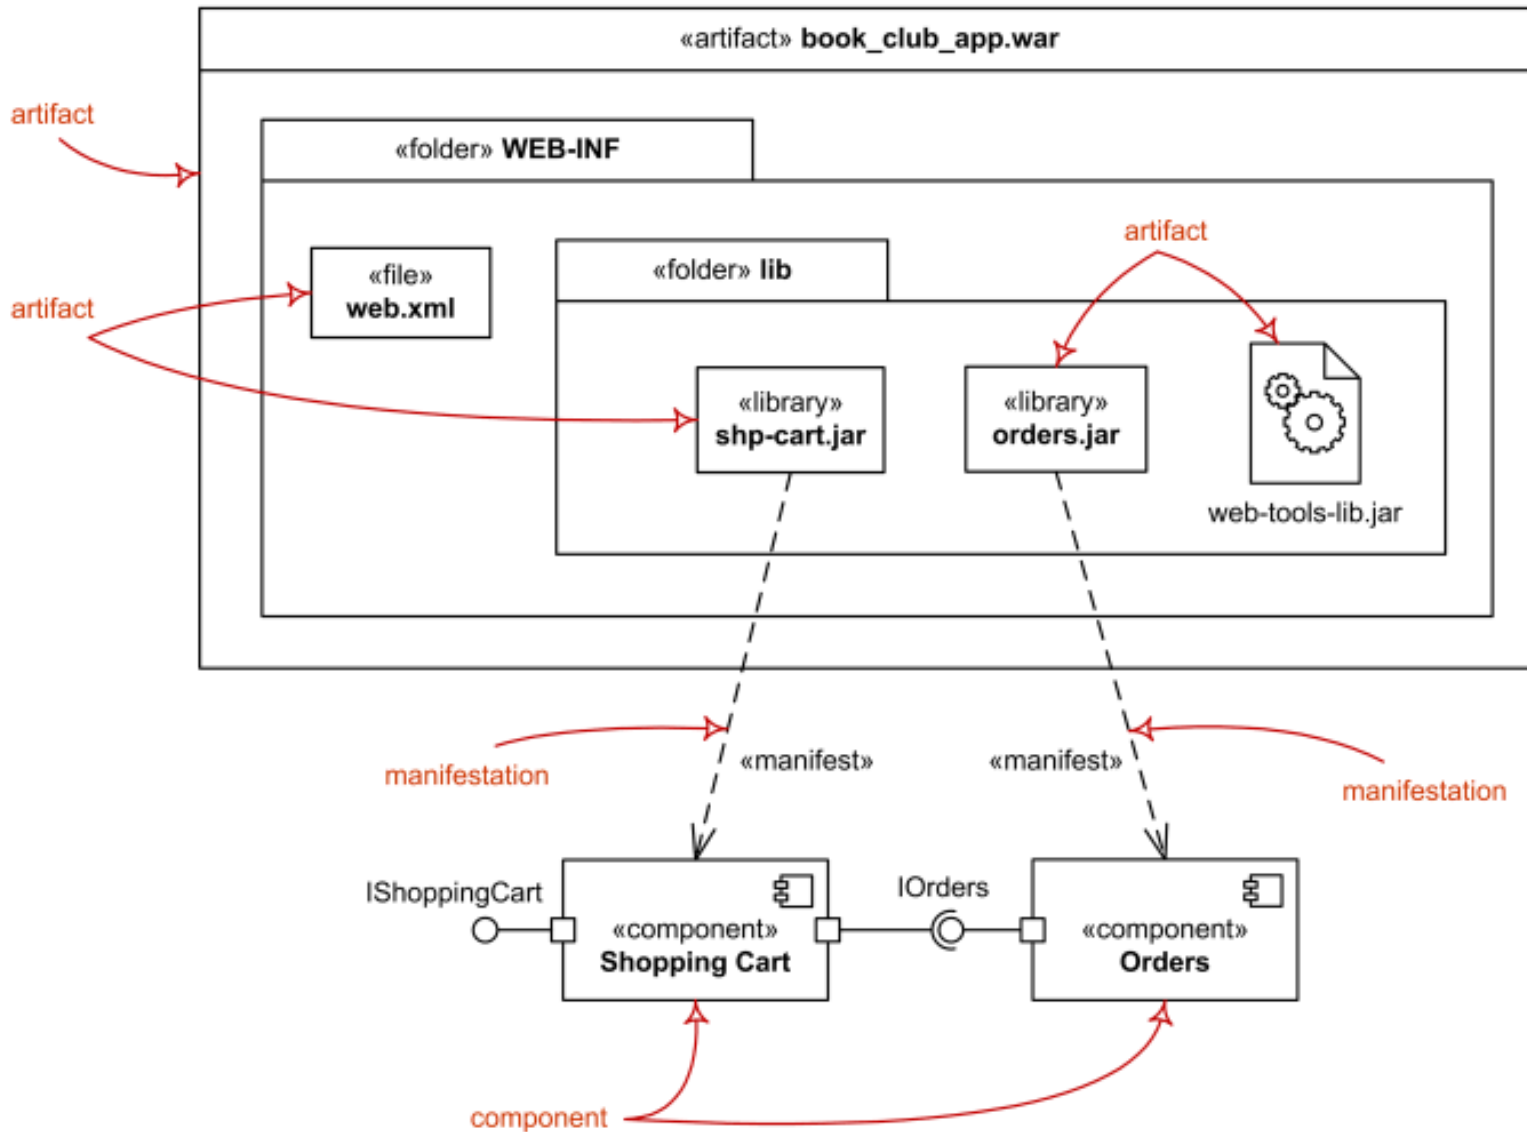 «artifact» book_club_app.war
artifact
«folder» WEB-INF
artifact
«folder» lib
«file»
web.xml
artifact
«library»
shp-cart.jar
«library»
orders.jar
web-tools-lib.jar
«manifest»
«manifest»
manifestation
manifestation
IShoppingCart
IOrders
«component»
Shopping Cart
«component»
Orders
component